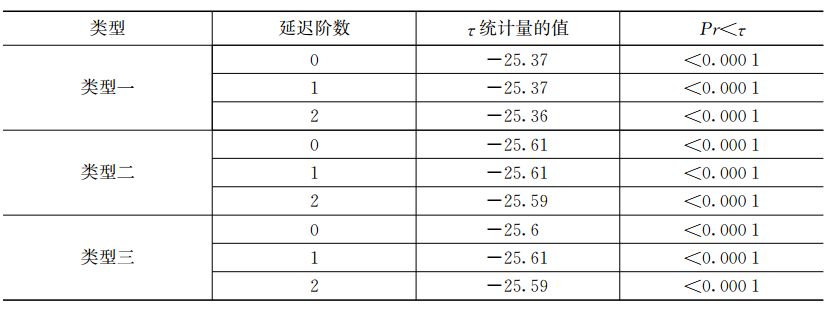 类型 延迟阶数 τ统计量的值 Pr<τ
类型一 0 -25.37 <0.000 1
1 -25.37 <0.000 1
2 -25.36 <0.000 1
类型二 0 -25.61 <0.000 1
1 -25.61 <0.000 1
2 -25.59 <0.000 1
类型三 0 -25.6 <0.000 1
1 -25.61 <0.000 1
2 -25.59 <0.000 1